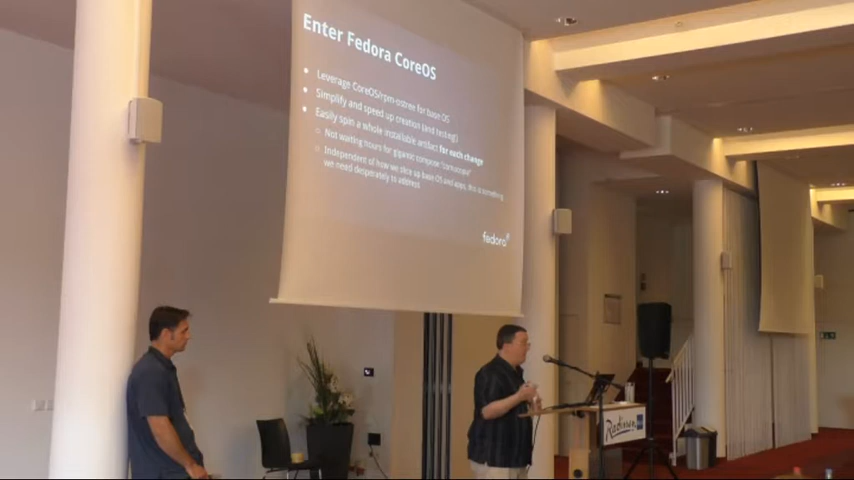 Enter Fedora CoreOS
Leverage CoreOS/rpm-ostree for base OS
Simplify and speed up creation (and testing!)
Easily spin a whole installable artifact for each change
Not waiting hours for gigantic compose
Independent of how we slice up base OS and apps, this is something
we need desperately to address
fedora
Radisson